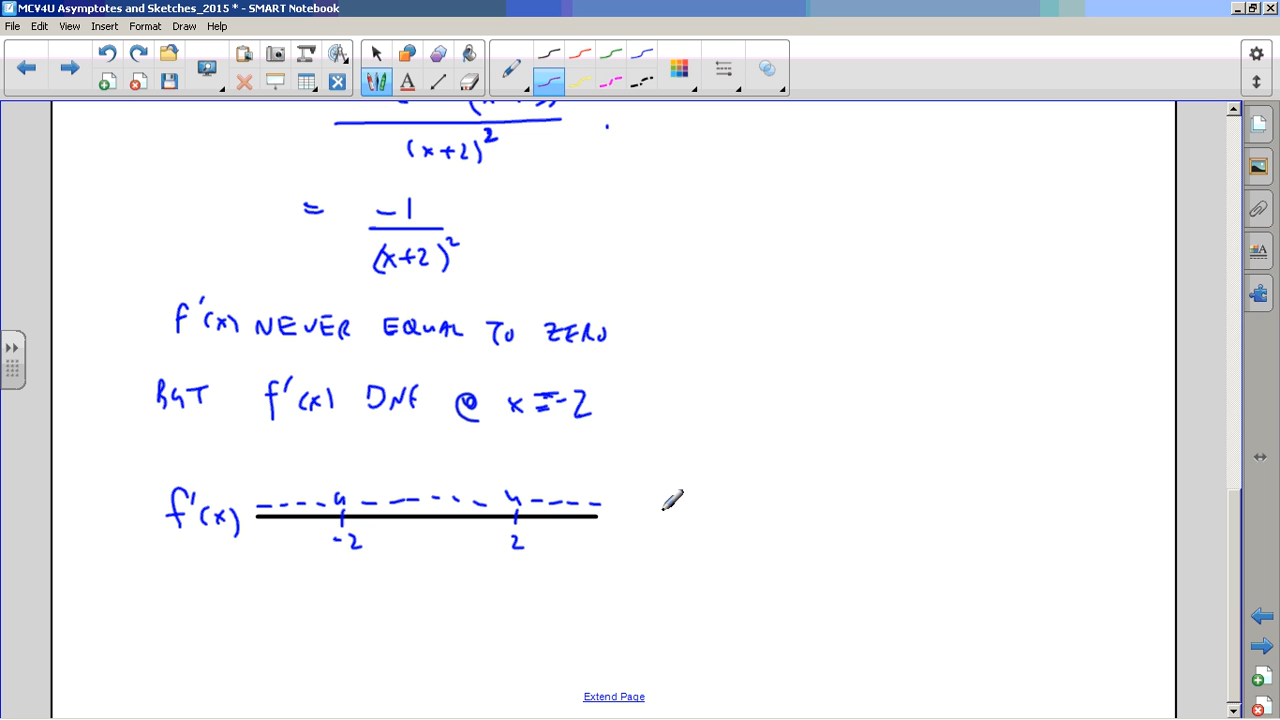 MCV4U Asymptotes and Sketches_2015 * - SMART Notebook
File Edit View Insert Format Draw Help
(x+2)²
= -1
(x+2)²
f'(x) NEVER EQUAL TO ZERO
BUT f'(x) DNE @ x = -2
f'(x)
-2 2
Extend Page